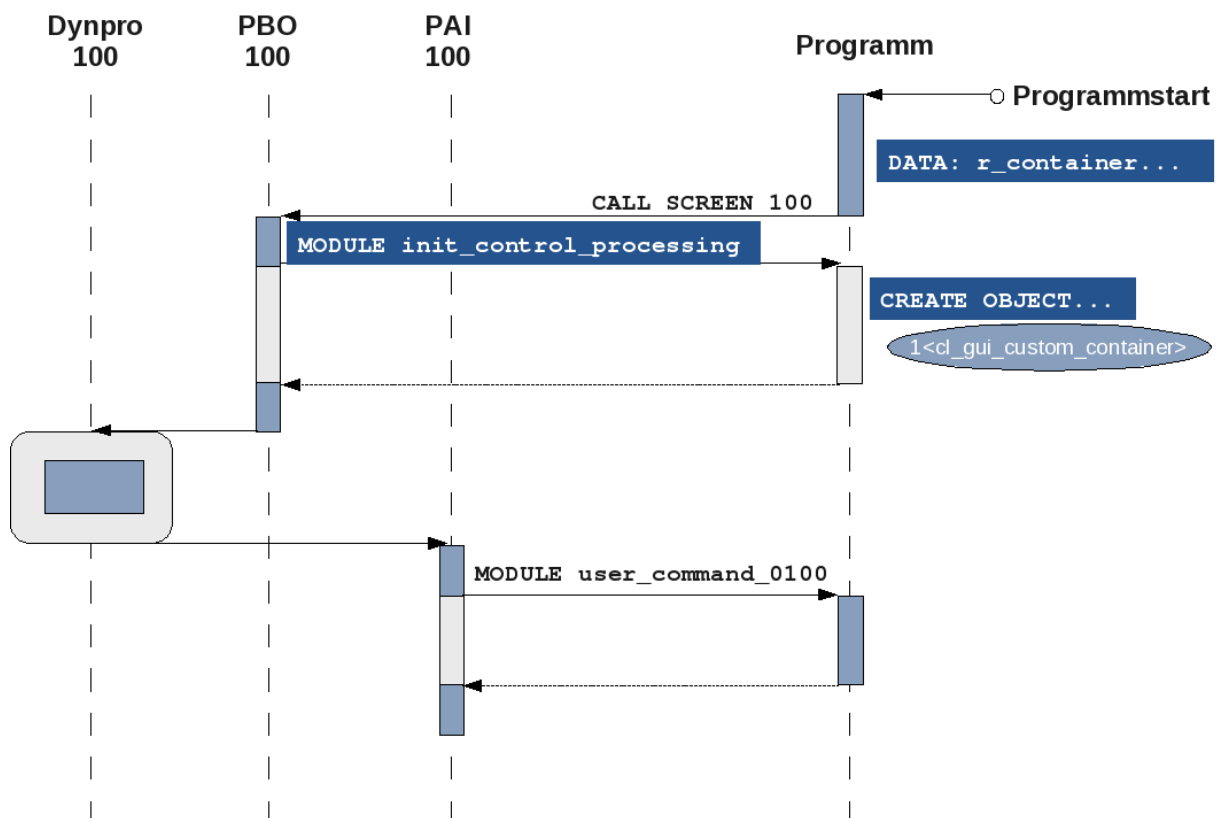 Dynpro
100
PBO
100
PAI
100
Programm
Programmstart
DATA: r_container...
CALL SCREEN 100
MODULE init_control_processing
CREATE OBJECT...
1<cl_gui_custom_container>
MODULE user_command_0100